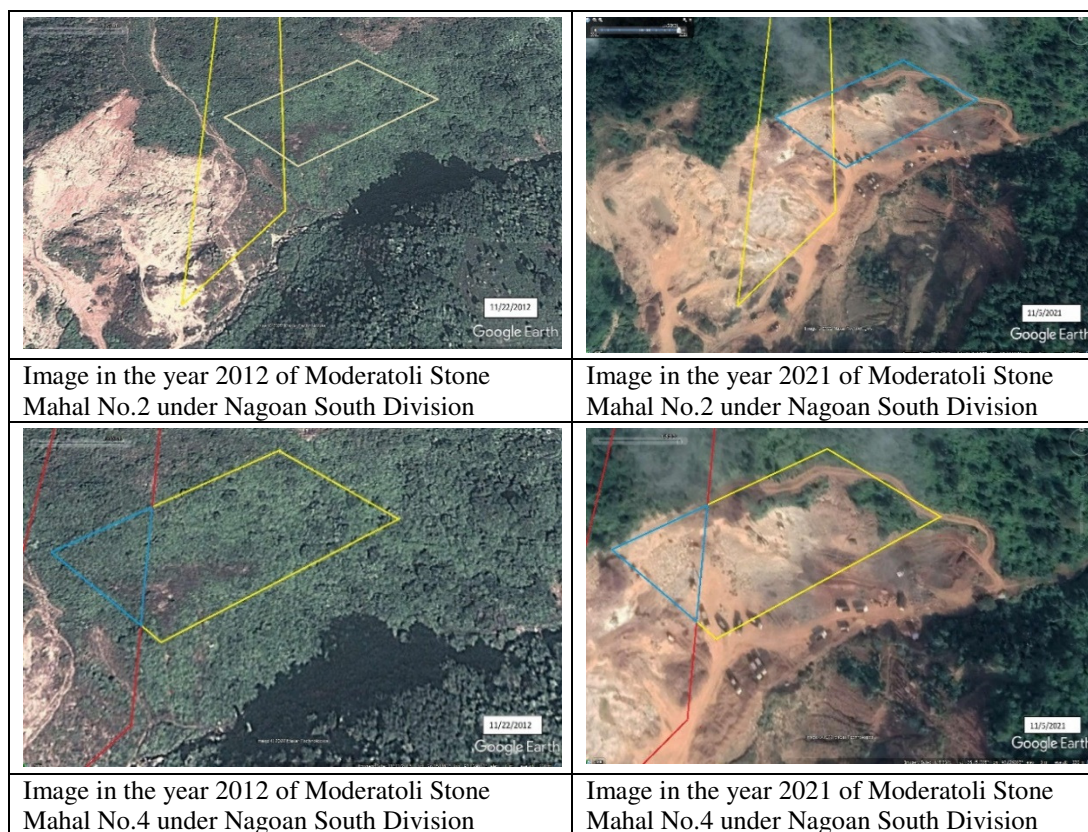 11/22/2012
Google Earth
11/5/2021
Google Earth
Image in the year 2012 of Moderatoli Stone
Mahal No.2 under Nagoan South Division
Image in the year 2021 of Moderatoli Stone
Mahal No.2 under Nagoan South Division
11/22/2012
Google Earth
11/5/2021
Google Earth
Image in the year 2012 of Moderatoli Stone
Mahal No.4 under Nagoan South Division
Image in the year 2021 of Moderatoli Stone
Mahal No.4 under Nagoan South Division